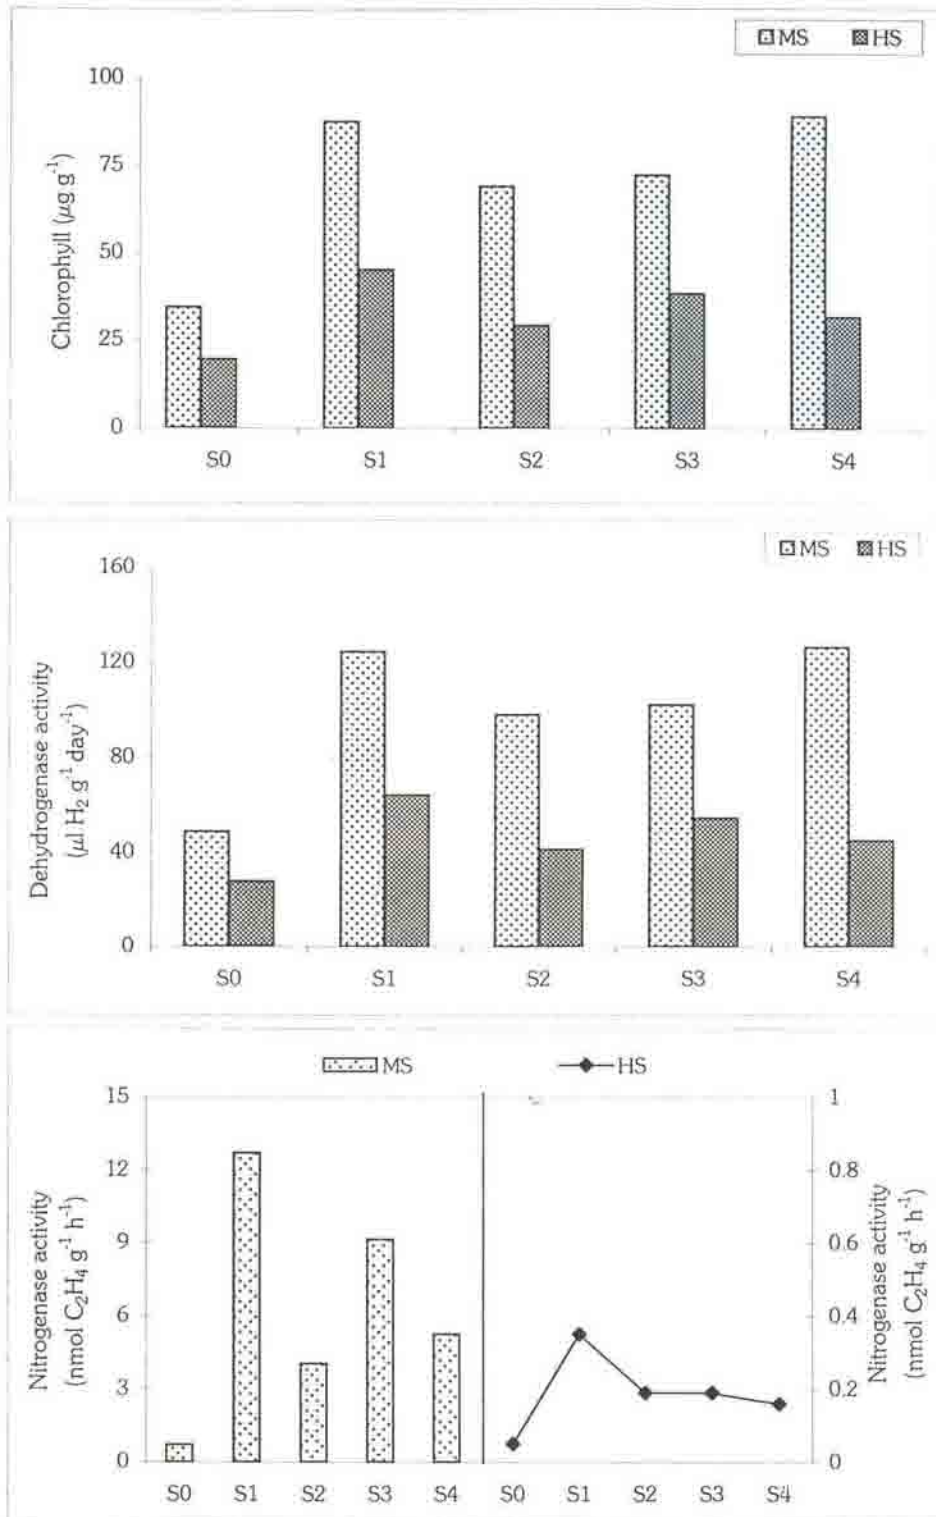 MS HS
100
75
50
25
0
Chlorophyll (μg g⁻¹)
S0 S1 S2 S3 S4
MS HS
160
120
80
40
0
Dehydrogenase activity
(μl H₂ g⁻¹ day⁻¹)
S0 S1 S2 S3 S4
MS HS
15
12
9
6
3
0
Nitrogenase activity
(nmol C₂H₄ g⁻¹ h⁻¹)
1
0.8
0.6
0.4
0.2
0
Nitrogenase activity
(nmol C₂H₄ g⁻¹ h⁻¹)
S0 S1 S2 S3 S4 S0 S1 S2 S3 S4